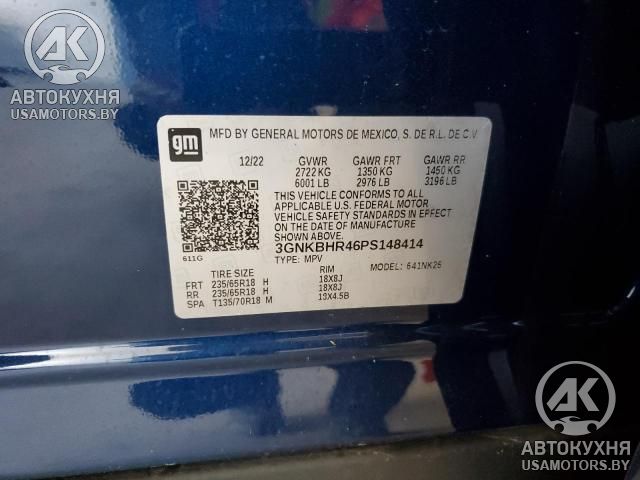 АК
АВТОКУХНЯ
USAMOTORS.BY
gm
MFD BY GENERAL MOTORS DE MEXICO, S. DE R.L. DE C.V.
12/22 GVWR GAWR FRT GAWR RR
2722 KG 1350 KG 1450 KG
6001 LB 2976 LB 3196 LB
THIS VEHICLE CONFORMS TO ALL
APPLICABLE U.S. FEDERAL MOTOR
VEHICLE SAFETY STANDARDS IN EFFECT
ON THE DATE OF MANUFACTURE
SHOWN ABOVE.
611G
3GNKBHR46PS148414
TYPE: MPV MODEL: 641NK26
TIRE SIZE RIM
FRT 235/65R18 H 18X8J
RR 235/65R18 H 18X8J
SPA T135/70R18 M 18X4.5B
АК
АВТОКУХНЯ
USAMOTORS.BY